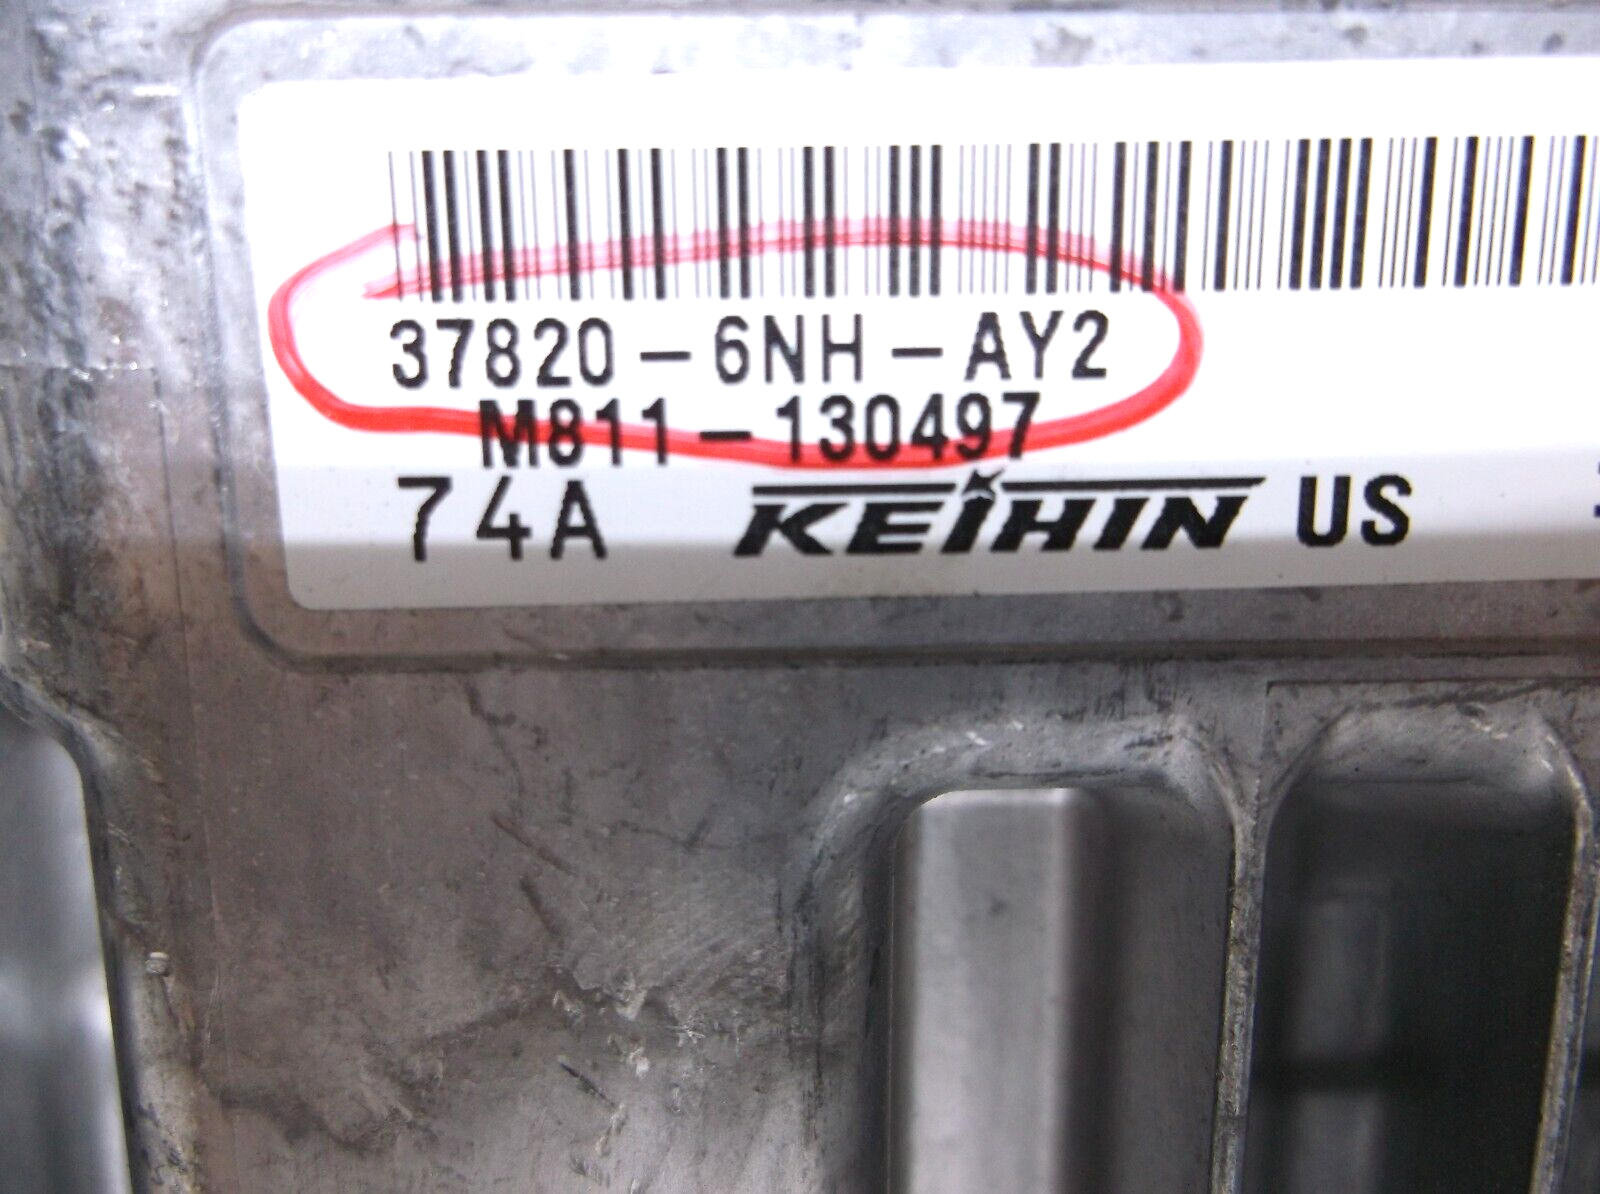 37820-6NH-AY2
M811-130497
74A KEIHIN US